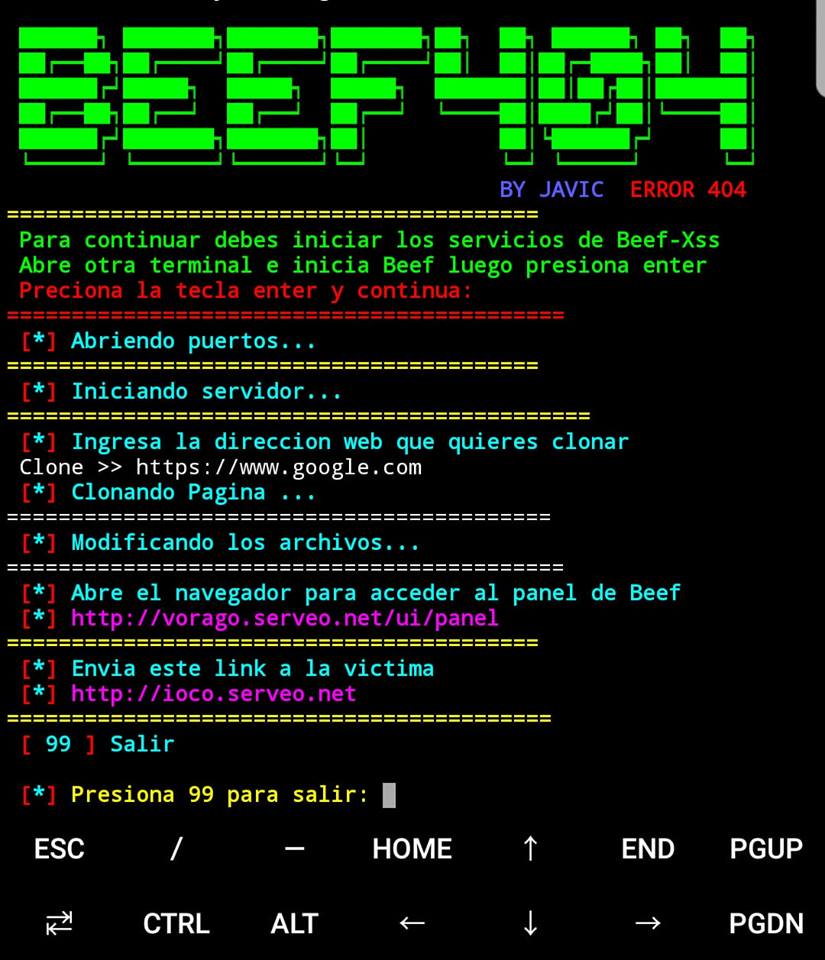 BEEF404
BY JAVIC ERROR 404
=========================================
Para continuar debes iniciar los servicios de Beef-Xss
Abre otra terminal e inicia Beef luego presiona enter
Preciona la tecla enter y continua:
===========================================
[*] Abriendo puertos...
=========================================
[*] Iniciando servidor...
=============================================
[*] Ingresa la direccion web que quieres clonar
Clone >> https://www.google.com
[*] Clonando Pagina ...
==========================================
[*] Modificando los archivos...
===========================================
[*] Abre el navegador para acceder al panel de Beef
[*] http://vorago.serveo.net/ui/panel
=========================================
[*] Envia este link a la victima
[*] http://ioco.serveo.net
==========================================
[ 99 ] Salir
[*] Presiona 99 para salir:
ESC / — HOME ↑ END PGUP
⇄ CTRL ALT ← ↓ → PGDN